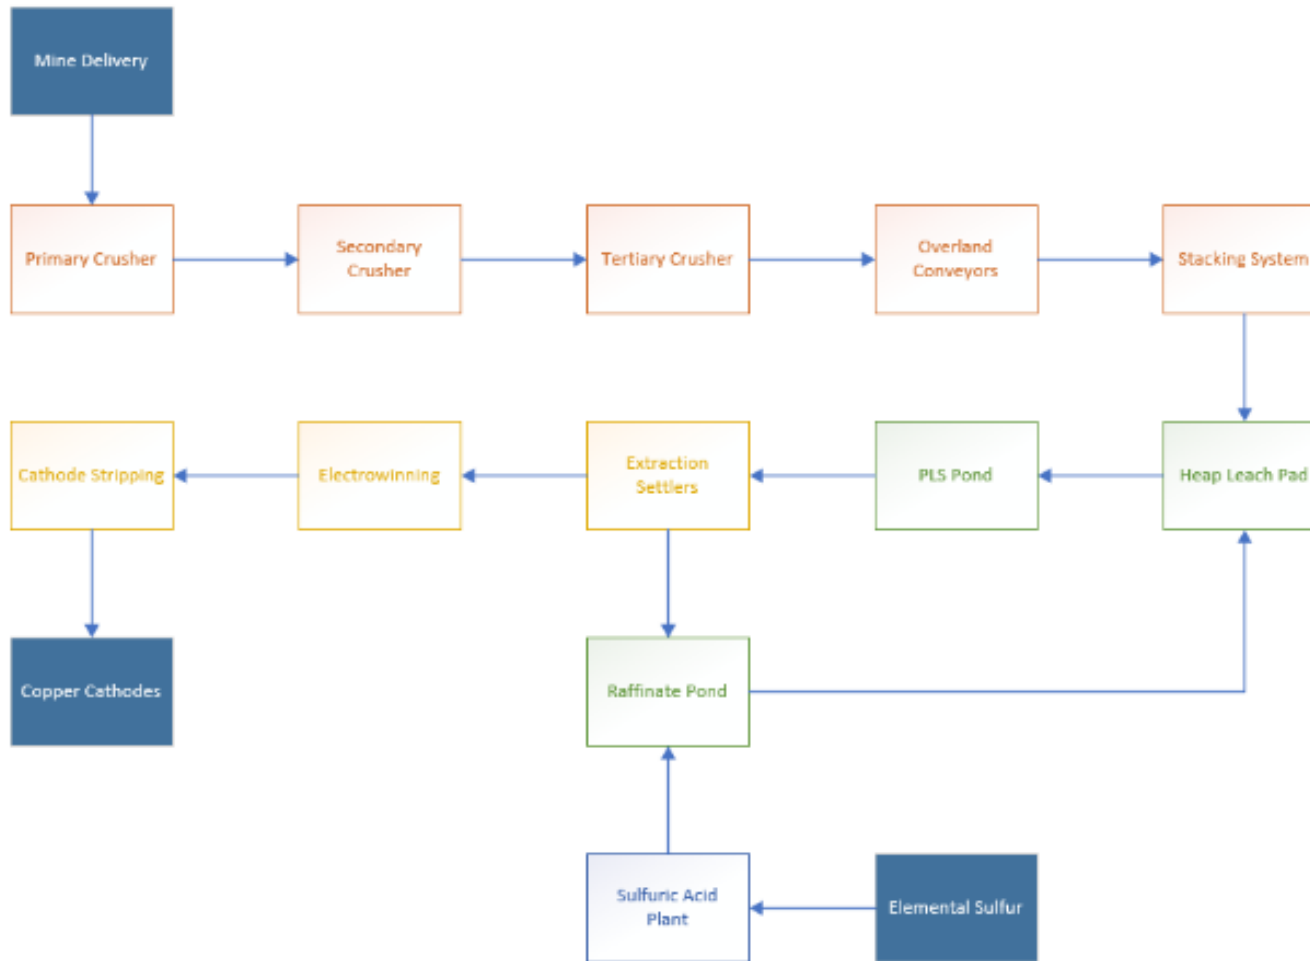 Mine Delivery
Primary Crusher
Secondary
Crusher
Tertiary Crusher
Overland
Conveyors
Stacking System
Cathode Stripping
Electrowinning
Extraction
Settlers
PLS Pond
Heap Leach Pad
Copper Cathodes
Raffinate Pond
Sulfuric Acid
Plant
Elemental Sulfur